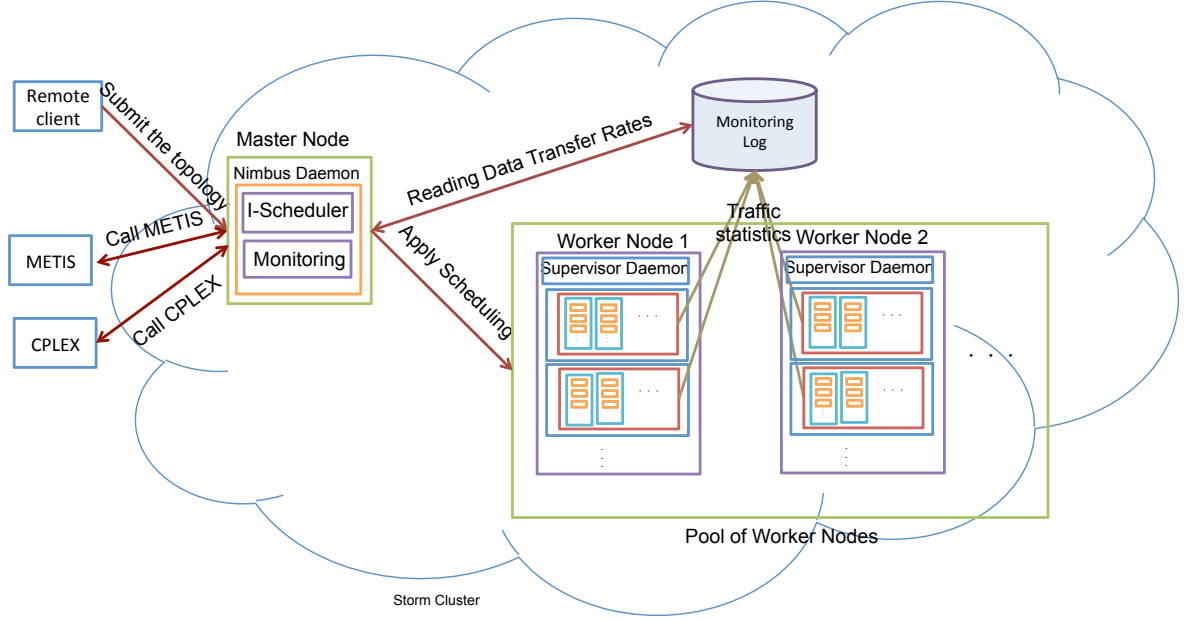 Remote
client
Submit the topology
Master Node
Nimbus Daemon
I-Scheduler
Monitoring
Call METIS
METIS
Call CPLEX
CPLEX
Reading Data Transfer Rates
Monitoring
Log
Apply Scheduling
Traffic
statistics
Worker Node 1
Supervisor Daemon
. . .
. . .
Worker Node 2
Supervisor Daemon
. . .
. . .
. . .
Pool of Worker Nodes
Storm Cluster